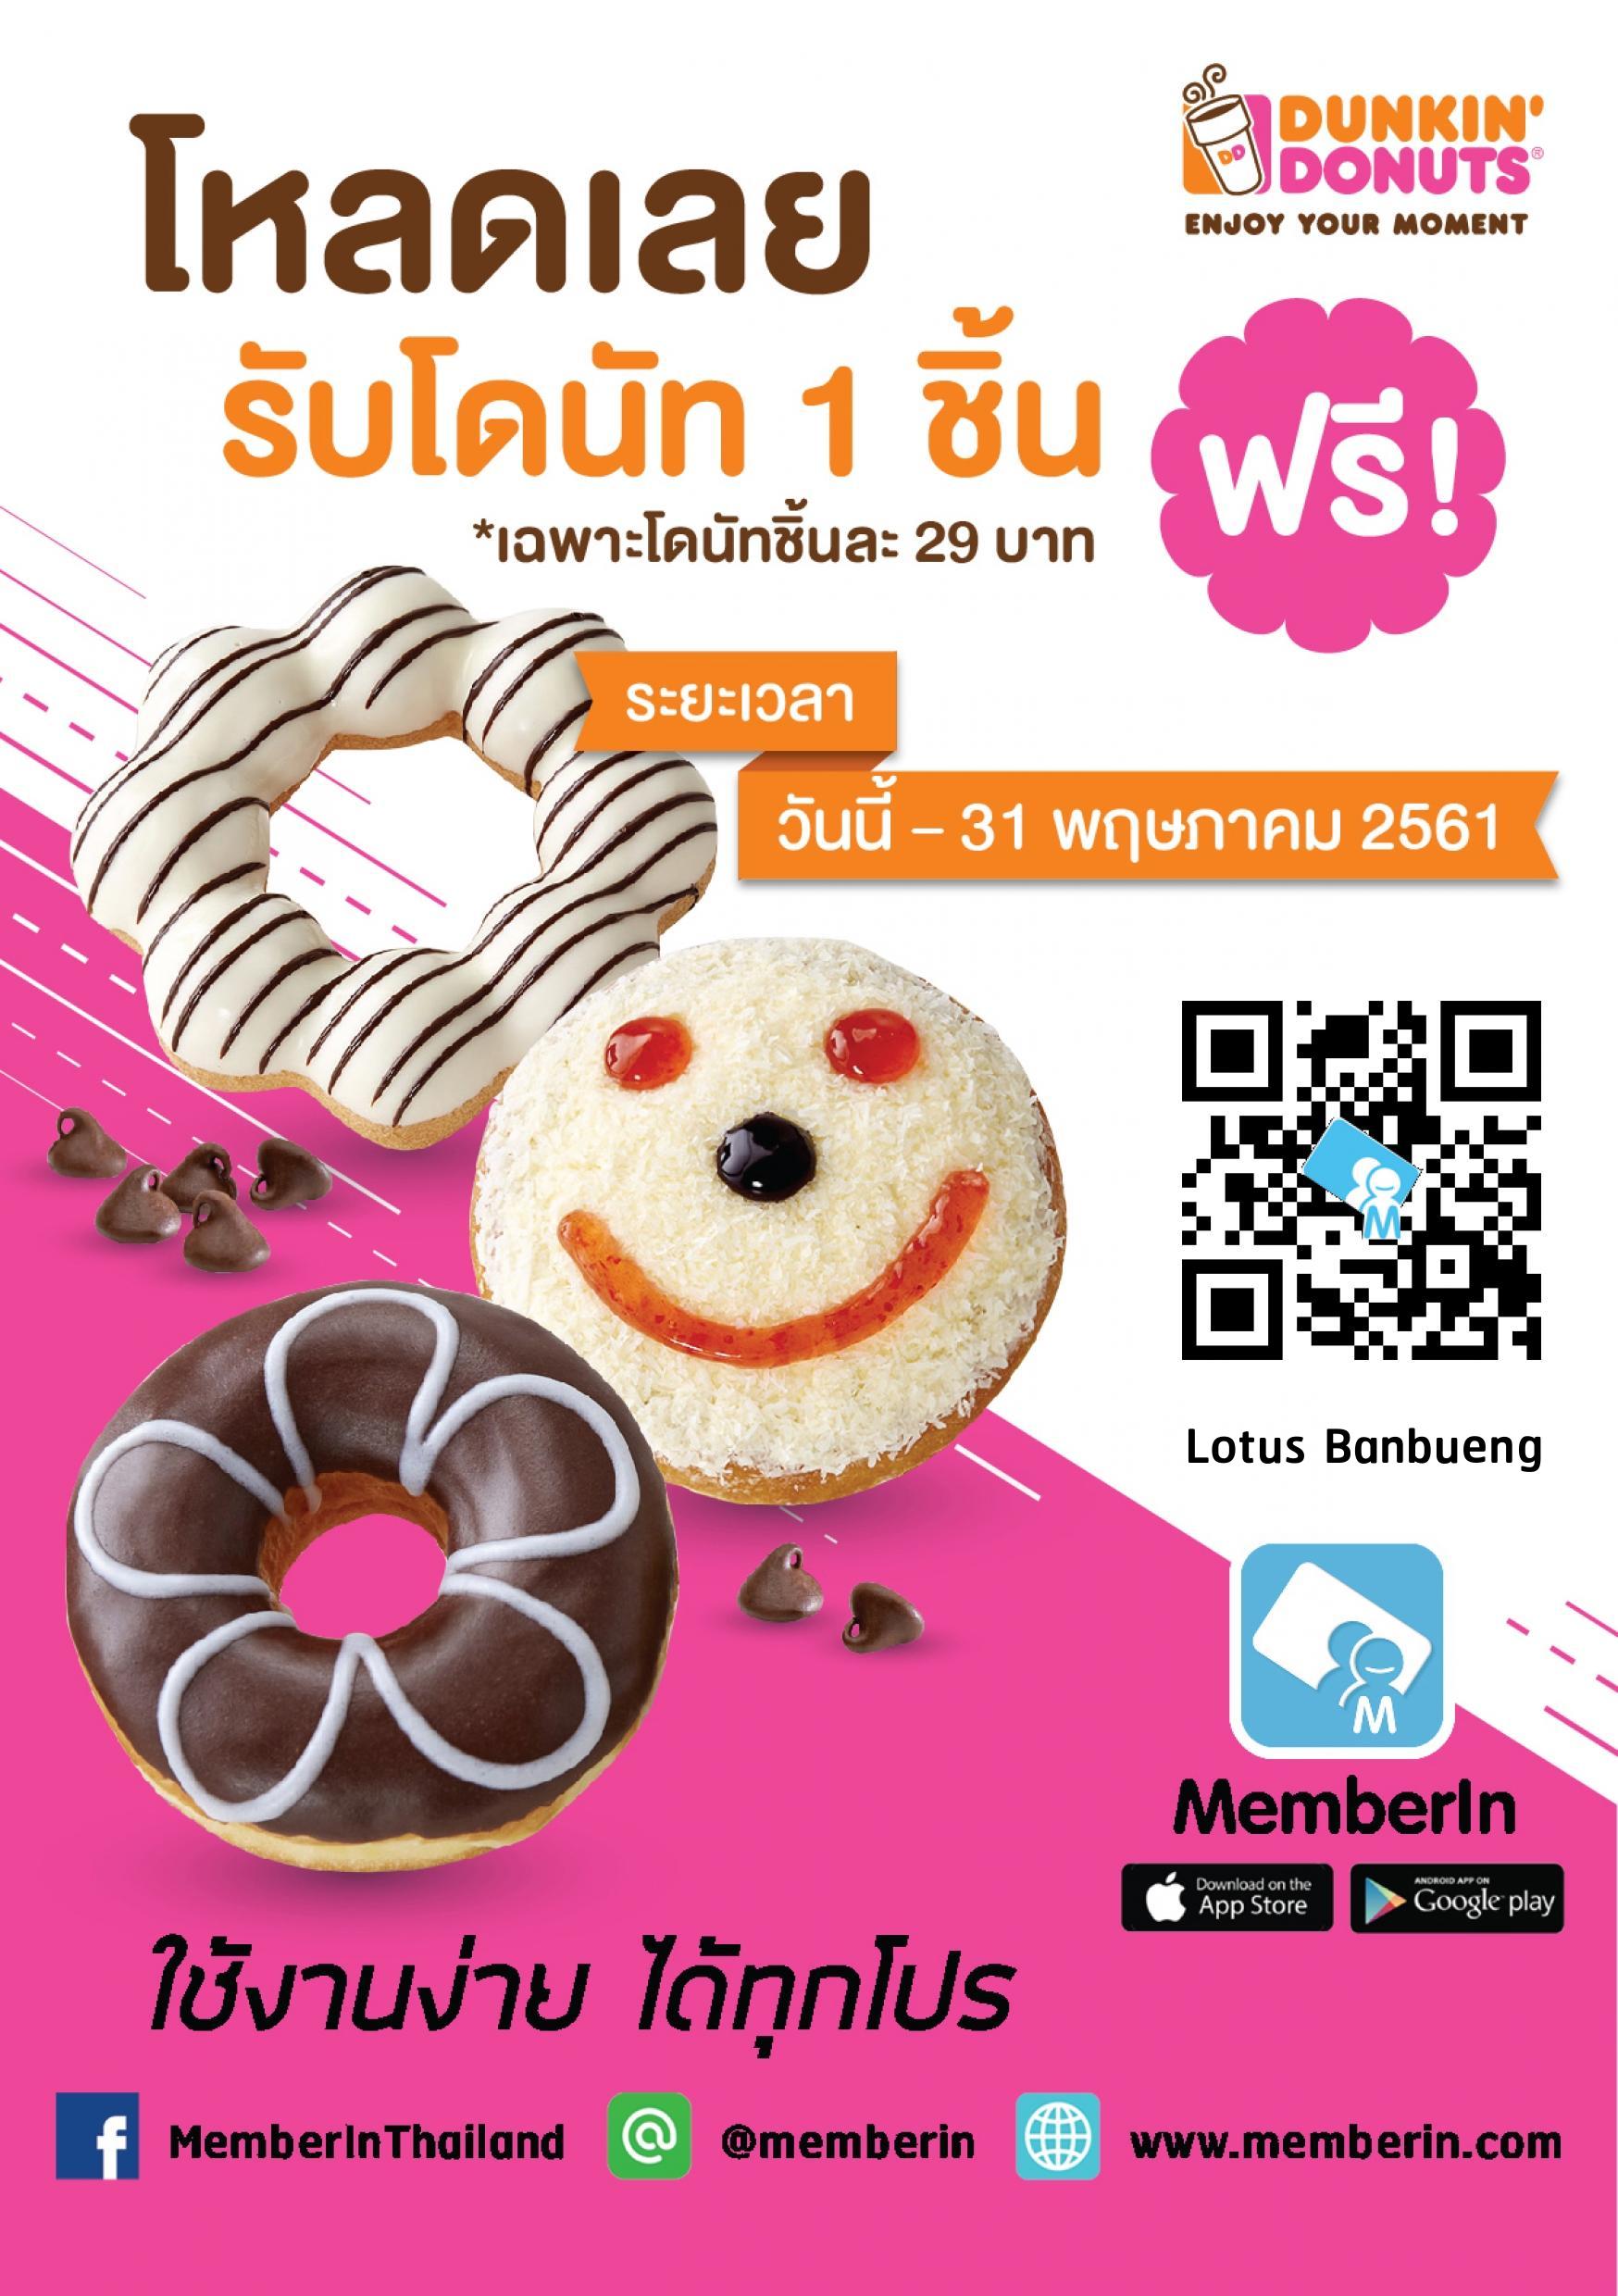 โหลดเลย
DUNKIN'
DONUTS®
ENJOY YOUR MOMENT
รับโดนัท 1 ชิ้น
ฟรี!
*เฉพาะโดนัทชิ้นละ 29 บาท
ระยะเวลา
วันนี้ – 31 พฤษภาคม 2561
M
Lotus Banbueng
M
MemberIn
Download on the
App Store
ANDROID APP ON
Google play
ใช้งานง่าย ได้ทุกโปร
f MemberInThailand @ @memberin www.memberin.com